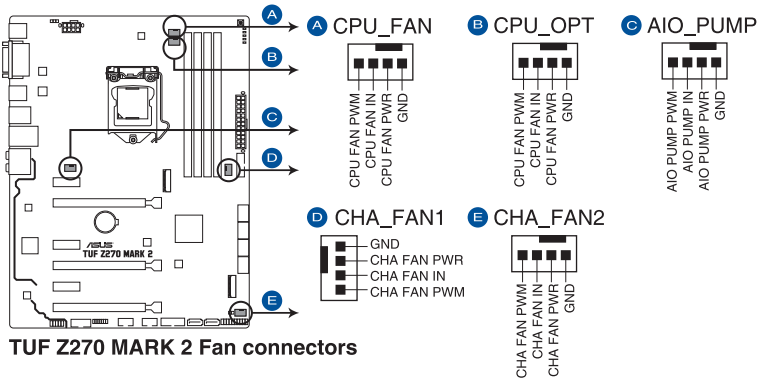 A
B
C
D
E
A CPU_FAN
CPU FAN PWM
CPU FAN IN
CPU FAN PWR
GND
B CPU_OPT
CPU FAN PWM
CPU FAN IN
CPU FAN PWR
GND
C AIO_PUMP
AIO PUMP PWM
AIO PUMP IN
AIO PUMP PWR
GND
D CHA_FAN1
GND
CHA FAN PWR
CHA FAN IN
CHA FAN PWM
E CHA_FAN2
CHA FAN PWM
CHA FAN IN
CHA FAN PWR
GND
ASUS
TUF Z270 MARK 2
TUF Z270 MARK 2 Fan connectors